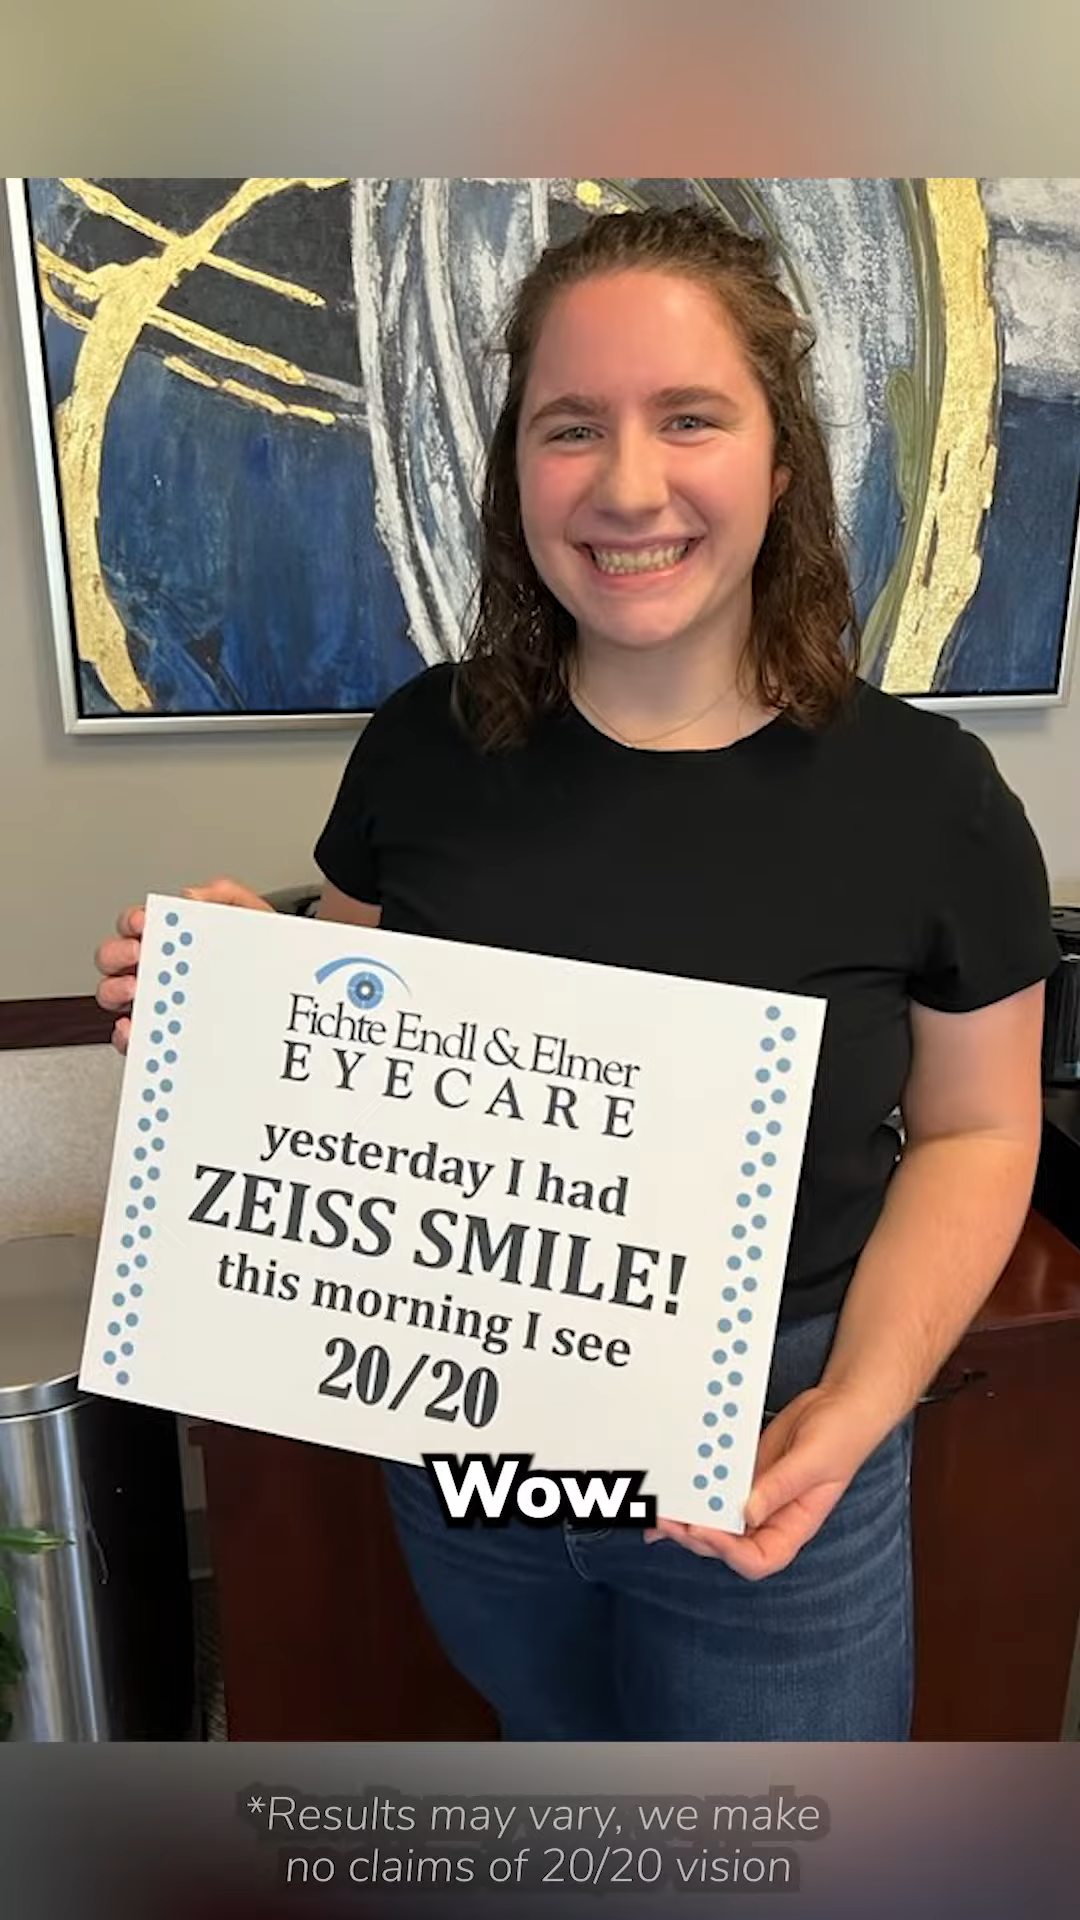 Fichte Endl & Elmer
EYECARE
yesterday I had
ZEISS SMILE!
this morning I see
20/20
Wow.
*Results may vary, we make
no claims of 20/20 vision